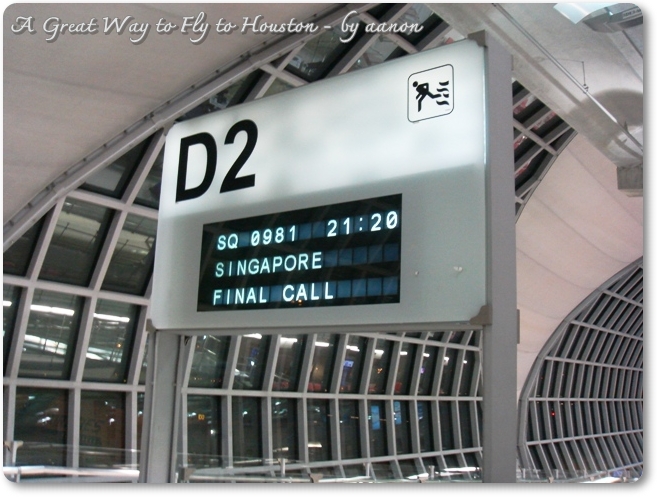 A Great Way to Fly to Houston - by aanon
D2
SQ 0981 21:20
SINGAPORE
FINAL CALL